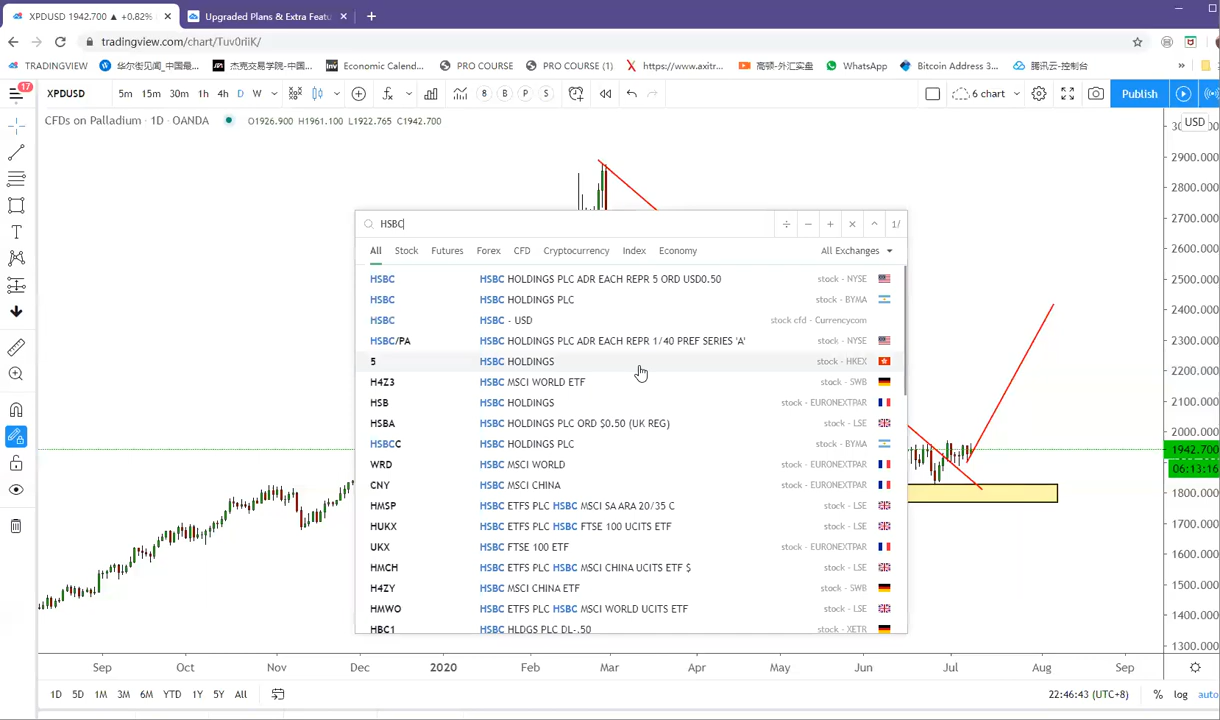 XPDUSD 1942.700 ▲ +0.82%
Upgraded Plans & Extra Featu
tradingview.com/chart/Tuv0riiK/
TRADINGVIEW 华尔街见闻_中国最... 杰克交易学院-中国... Economic Calend... PRO COURSE PRO COURSE (1) https://www.axitr... 高顿-外汇实盘 WhatsApp Bitcoin Address 3... 腾讯云-控制台 »
17
XPDUSD 5m 15m 30m 1h 4h D W 8 B P S 6 chart Publish
CFDs on Palladium · 1D · OANDA O1926.900 H1961.100 L1922.765 C1942.700
USD
2900.000
2800.000
2700.000
2600.000
2500.000
2400.000
2300.000
2200.000
2100.000
2000.000
1942.700
06:13:16
1800.000
1700.000
1600.000
1500.000
1400.000
1300.000
HSBC 1/
All Stock Futures Forex CFD Cryptocurrency Index Economy All Exchanges
HSBC HSBC HOLDINGS PLC ADR EACH REPR 5 ORD USD0.50 stock - NYSE
HSBC HSBC HOLDINGS PLC stock - BYMA
HSBC HSBC - USD stock cfd - Currencycom
HSBC/PA HSBC HOLDINGS PLC ADR EACH REPR 1/40 PREF SERIES 'A' stock - NYSE
5 HSBC HOLDINGS stock - HKEX
H4Z3 HSBC MSCI WORLD ETF stock - SWB
HSB HSBC HOLDINGS stock - EURONEXTPAR
HSBA HSBC HOLDINGS PLC ORD $0.50 (UK REG) stock - LSE
HSBCC HSBC HOLDINGS PLC stock - BYMA
WRD HSBC MSCI WORLD stock - EURONEXTPAR
CNY HSBC MSCI CHINA stock - EURONEXTPAR
HMSP HSBC ETFS PLC HSBC MSCI SA ARA 20/35 C stock - LSE
HUKX HSBC ETFS PLC HSBC FTSE 100 UCITS ETF stock - LSE
UKX HSBC FTSE 100 ETF stock - EURONEXTPAR
HMCH HSBC ETFS PLC HSBC MSCI CHINA UCITS ETF $ stock - LSE
H4ZY HSBC MSCI CHINA ETF stock - SWB
HMWO HSBC ETFS PLC HSBC MSCI WORLD UCITS ETF stock - LSE
HBC1 HSBC HLDGS PLC DL-.50 stock - XETR
Sep Oct Nov Dec 2020 Feb Mar Apr May Jun Jul Aug Sep
1D 5D 1M 3M 6M YTD 1Y 5Y All 22:46:43 (UTC+8) % log auto